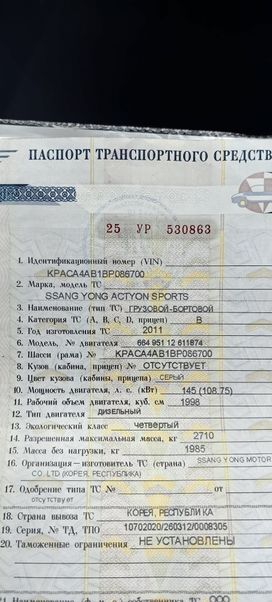 ПАСПОРТ ТРАНСПОРТНОГО СРЕДСТВ
25 УР 530863
1. Идентификационный номер (VIN)
KPACA4AB1BP086700
2. Марка, модель ТС
SSANG YONG ACTYON SPORTS
3. Наименование (тип ТС) ГРУЗОВОЙ-БОРТОВОЙ
4. Категория ТС (A, B, C, D, прицеп) B
5. Год изготовления ТС 2011
6. Модель, № двигателя 664 951 12 611874
7. Шасси (рама) № KPACA4AB1BP086700
8. Кузов (кабина, прицеп) № ОТСУТСТВУЕТ
9. Цвет кузова (кабины, прицепа) СЕРЫЙ
10. Мощность двигателя, л. с. (кВт) 145 (108.75)
11. Рабочий объем двигателя, куб. см 1998
12. Тип двигателя ДИЗЕЛЬНЫЙ
13. Экологический класс четвертый
14. Разрешенная максимальная масса, кг 2710
15. Масса без нагрузки, кг 1985
16. Организация—изготовитель ТС (страна) SSANG YONG MOTOR
CO. LTD (КОРЕЯ, РЕСПУБЛИКА)
17. Одобрение типа ТС № от
отсутствует
18. Страна вывоза ТС КОРЕЯ, РЕСПУБЛИКА
19. Серия, № ТД, ТПО 10702020/260312/0008305
20. Таможенные ограничения НЕ УСТАНОВЛЕНЫ